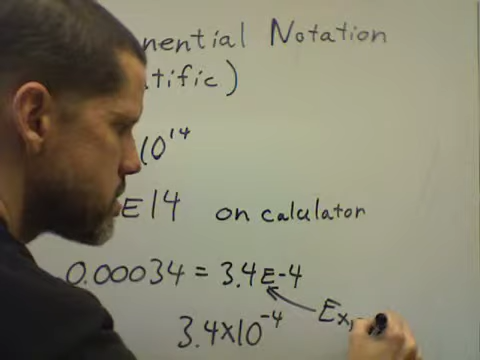 nential Notation
tific)
10¹⁴
E14 on calculator
0.00034 = 3.4E-4
3.4×10⁻⁴